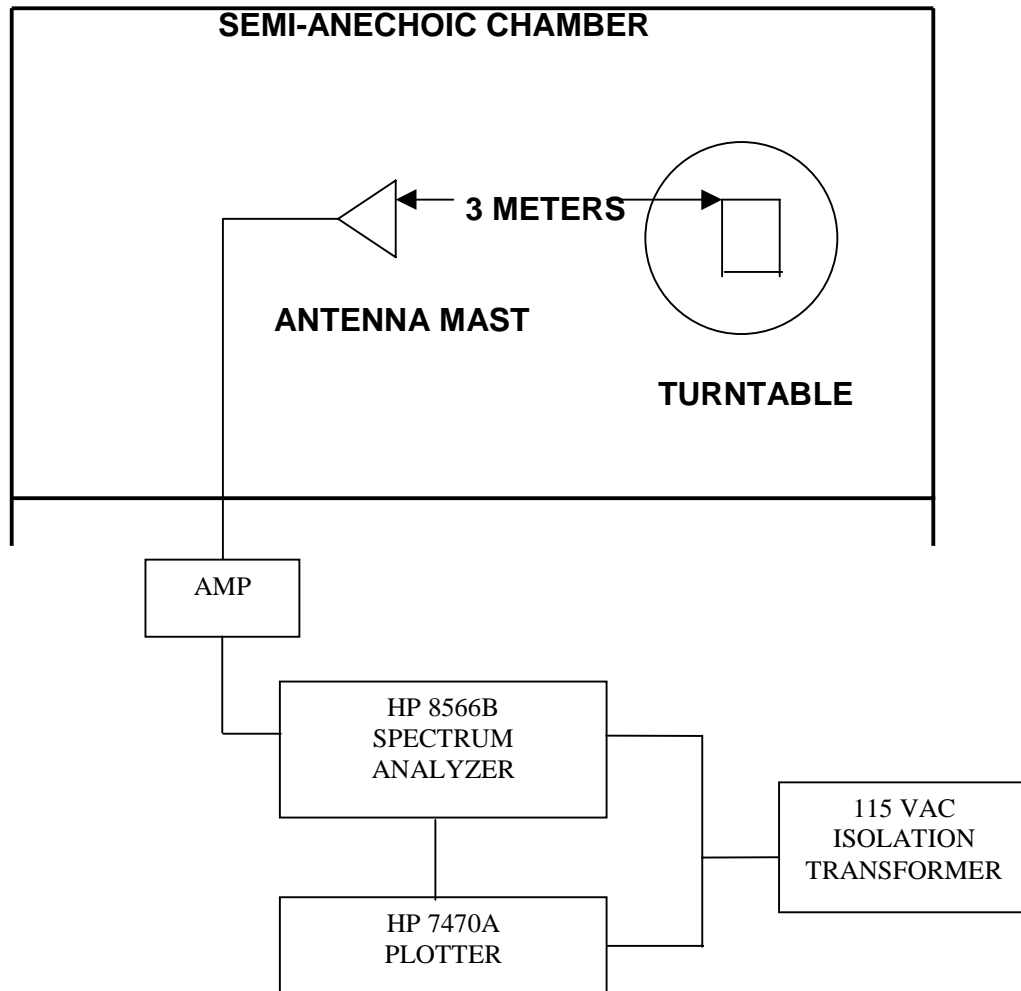 SEMI-ANECHOIC CHAMBER
3 METERS
ANTENNA MAST
TURNTABLE
AMP
HP 8566B
SPECTRUM
ANALYZER
115 VAC
ISOLATION
TRANSFORMER
HP 7470A
PLOTTER